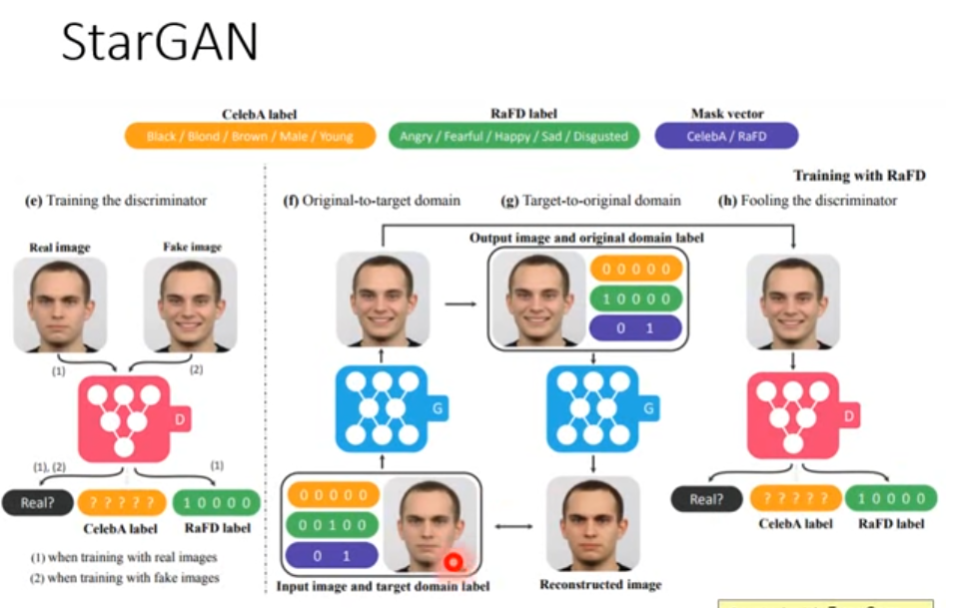 StarGAN
CelebA label
RaFD label
Mask vector
Black / Blond / Brown / Male / Young
Angry / Fearful / Happy / Sad / Disgusted
CelebA / RaFD
Training with RaFD
(e) Training the discriminator
(f) Original-to-target domain
(g) Target-to-original domain
(h) Fooling the discriminator
Real image
Fake image
Output image and original domain label
0 0 0 0 0
1 0 0 0 0
0 1
(1)
(2)
D
G
G
D
(1), (2)
(1)
Real?
? ? ? ? ?
1 0 0 0 0
CelebA label
RaFD label
(1) when training with real images
(2) when training with fake images
0 0 0 0 0
0 0 1 0 0
0 1
Input image and target domain label
Reconstructed image
Real?
? ? ? ? ?
1 0 0 0 0
CelebA label
RaFD label